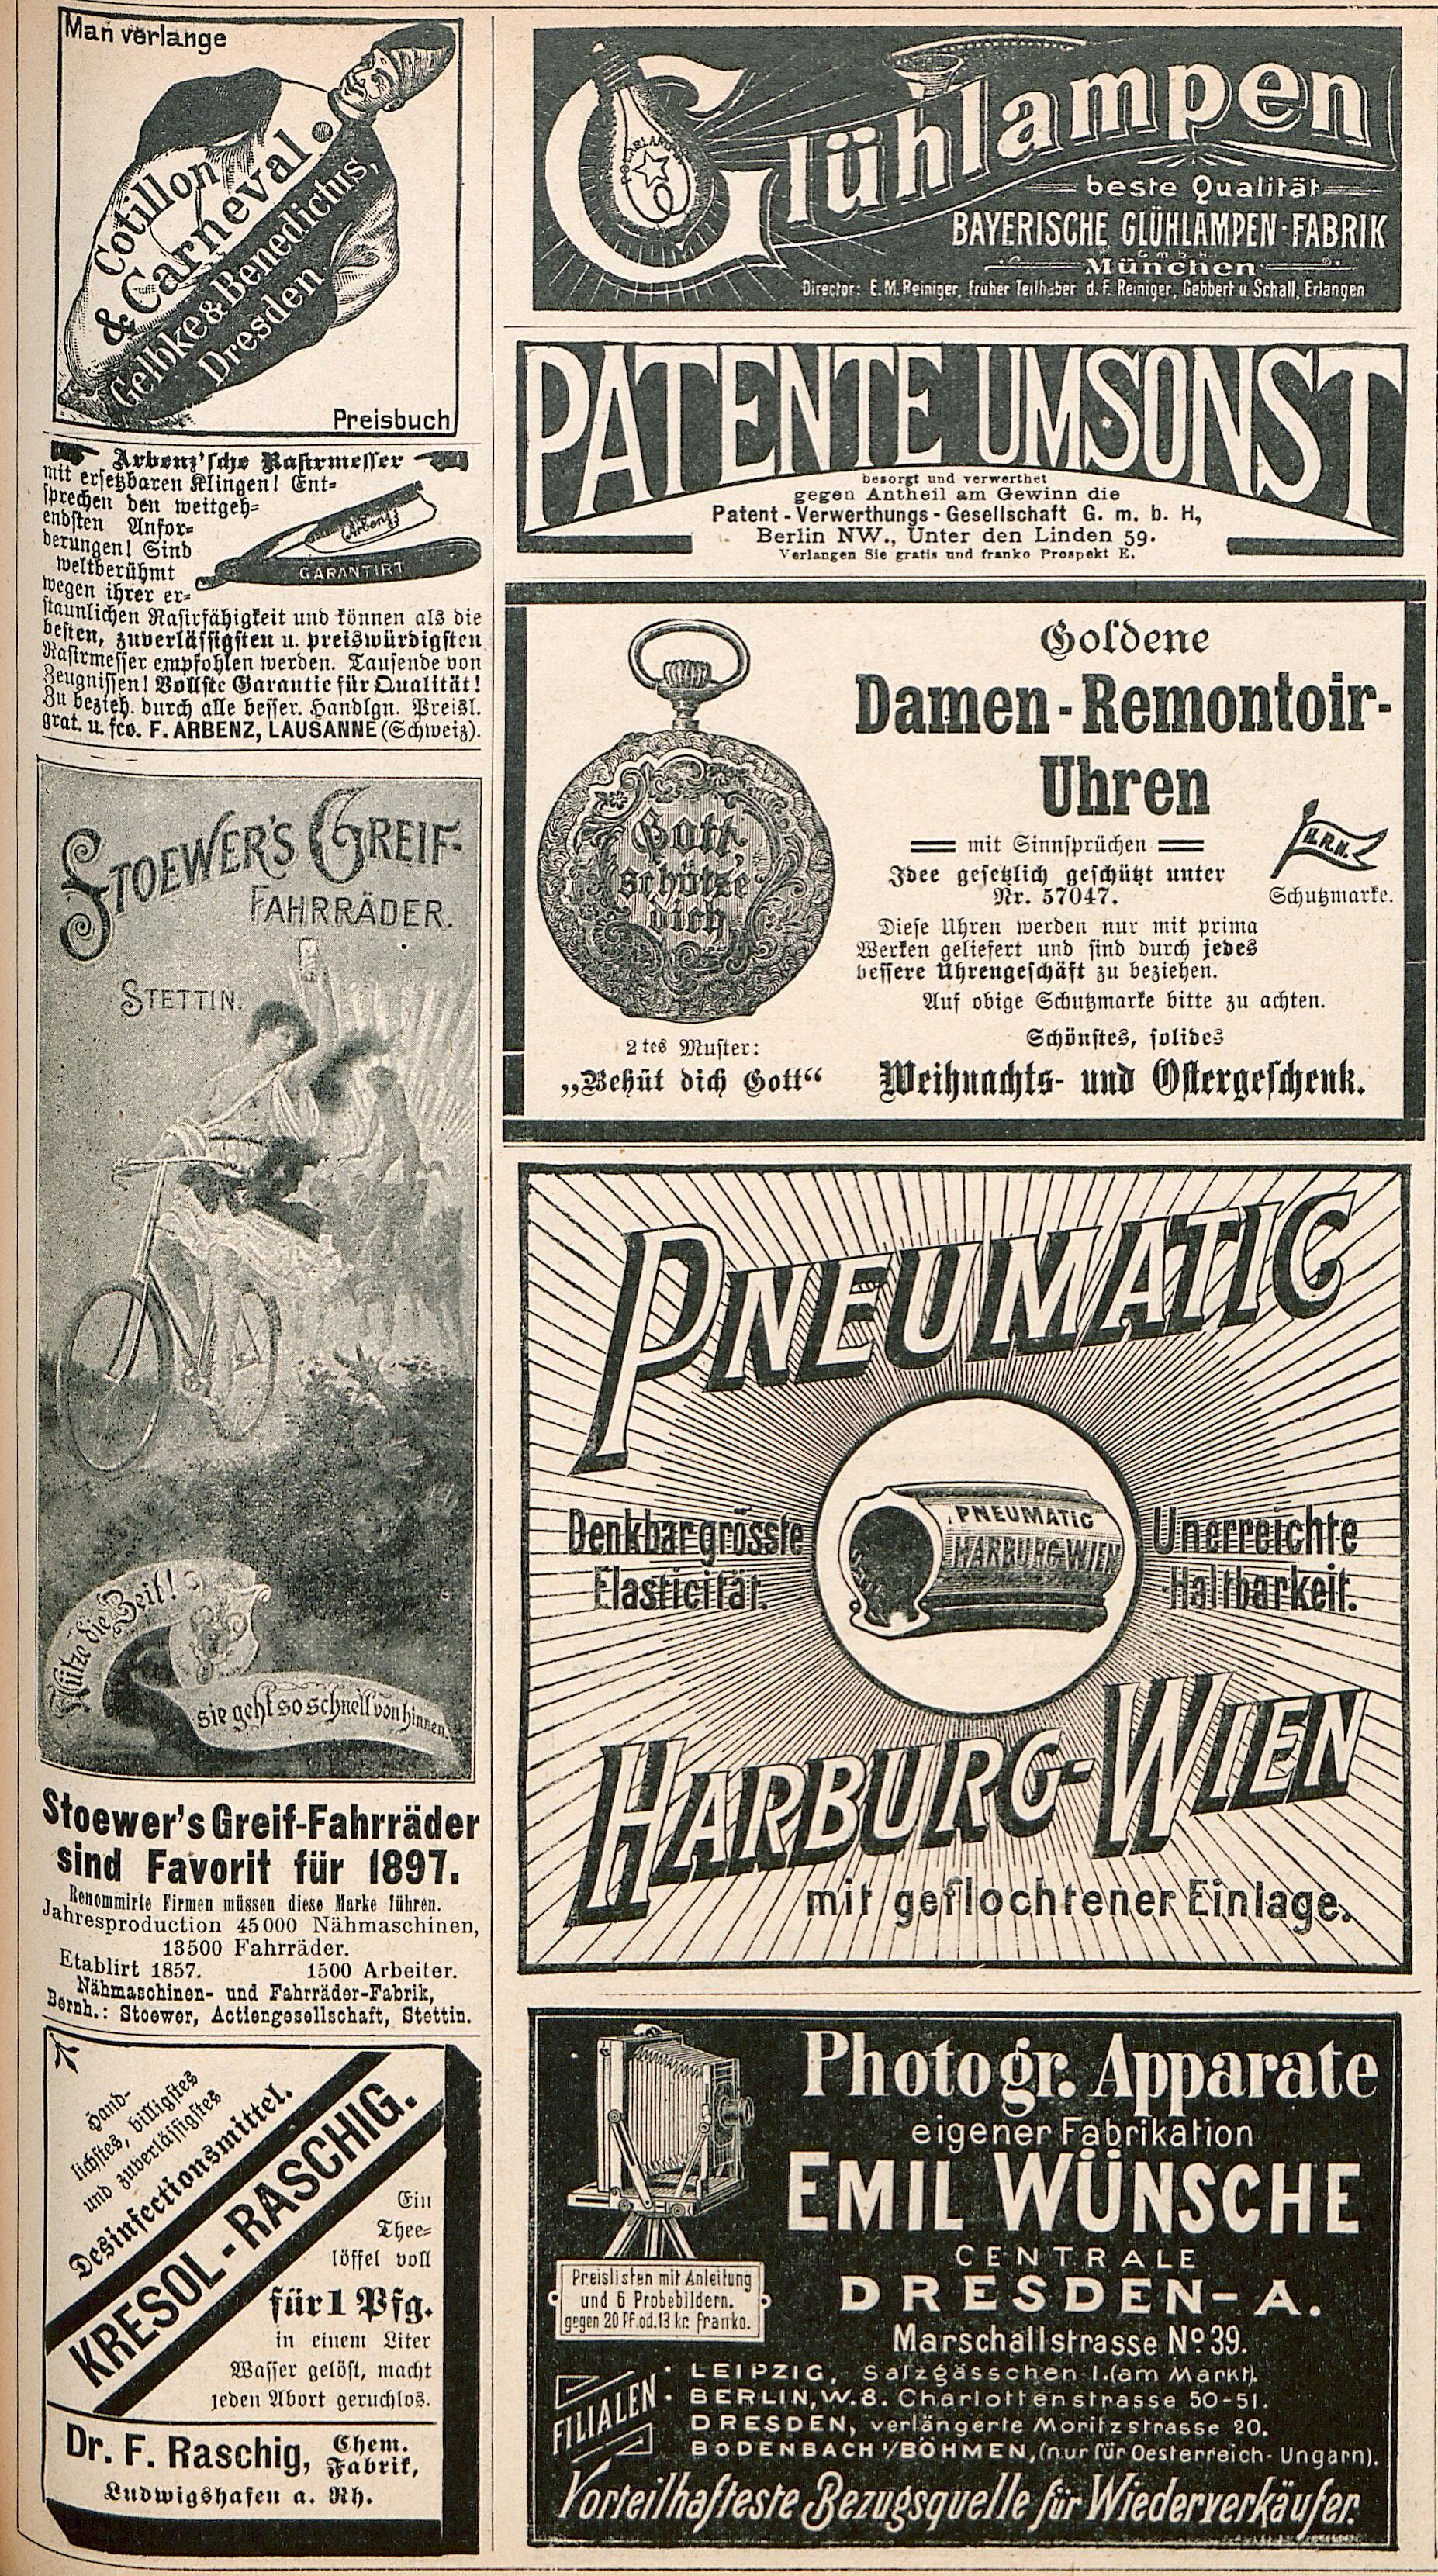 Man verlange
Cotillon
& Carneval.
Gelbke & Benedictus,
Dresden
Preisbuch
Arbenz'sche Rasirmesser
mit ersetzbaren Klingen! Ent=
sprechen den weitgeh=
endsten Anfor=
derungen! Sind
weltberühmt
wegen ihrer er=
staunlichen Rasirfähigkeit und können als die
besten, zuverlässigsten u. preiswürdigsten
Rasirmesser empfohlen werden. Tausende von
Zeugnissen! Vollste Garantie für Qualität!
Zu bezieh. durch alle besser. Handlgn. Preisl.
grat. u. fco. F. ARBENZ, LAUSANNE (Schweiz).
Arbenz
GARANTIRT
STOEWER'S GREIF-
FAHRRÄDER.
STETTIN.
Nütze die Zeit!
sie geht so schnell von hinnen.
Stoewer's Greif-Fahrräder
sind Favorit für 1897.
Renommirte Firmen müssen diese Marke führen.
Jahresproduction 45000 Nähmaschinen,
13500 Fahrräder.
Etablirt 1857. 1500 Arbeiter.
Nähmaschinen- und Fahrräder-Fabrik,
Bernh.: Stoewer, Actiengesellschaft, Stettin.
Hand-
lichstes, billigstes
und zuverlässigstes
Desinfectionsmittel.
KRESOL-RASCHIG.
Ein
Thee=
löffel voll
für 1 Pfg.
in einem Liter
Wasser gelöst, macht
jeden Abort geruchlos.
Dr. F. Raschig, Chem.
Fabrik,
Ludwigshafen a. Rh.
Glühlampen
beste Qualität
BAYERISCHE GLÜHLAMPEN-FABRIK
G m b H
München
Director: E. M. Reiniger, früher Teilhaber d. F. Reiniger, Gebbert u. Schall, Erlangen
PATENTE UMSONST
besorgt und verwerthet
gegen Antheil am Gewinn die
Patent-Verwerthungs-Gesellschaft G. m. b. H,
Berlin NW., Unter den Linden 59.
Verlangen Sie gratis und franko Prospekt E.
Goldene
Damen-Remontoir-
Uhren
mit Sinnsprüchen
Idee gesetzlich geschützt unter
Nr. 57047.
H.R.N.
Schutzmarke.
Diese Uhren werden nur mit prima
Werken geliefert und sind durch jedes
bessere Uhrengeschäft zu beziehen.
Auf obige Schutzmarke bitte zu achten.
Schönstes, solides
Weihnachts- und Ostergeschenk.
Gott
schütze
dich
2tes Muster:
„Behüt dich Gott“
PNEUMATIC
Denkbar grösste
Elasticität.
PNEUMATIC
HARBURG-WIEN
Unerreichte
Haltbarkeit.
HARBURG-WIEN
mit geflochtener Einlage.
Photogr. Apparate
eigener Fabrikation
EMIL WÜNSCHE
CENTRALE
DRESDEN-A.
Marschallstrasse No 39.
Preislisten mit Anleitung
und 6 Probebildern.
gegen 20 Pf. od. 13 kr. franko.
FILIALEN
LEIPZIG, Salzgässchen 1. (am Markt).
BERLIN, W.8. Charlottenstrasse 50-51.
DRESDEN, verlängerte Moritzstrasse 20.
BODENBACH i/BÖHMEN, (nur für Oesterreich-Ungarn).
Vorteilhafteste Bezugsquelle für Wiederverkäufer.